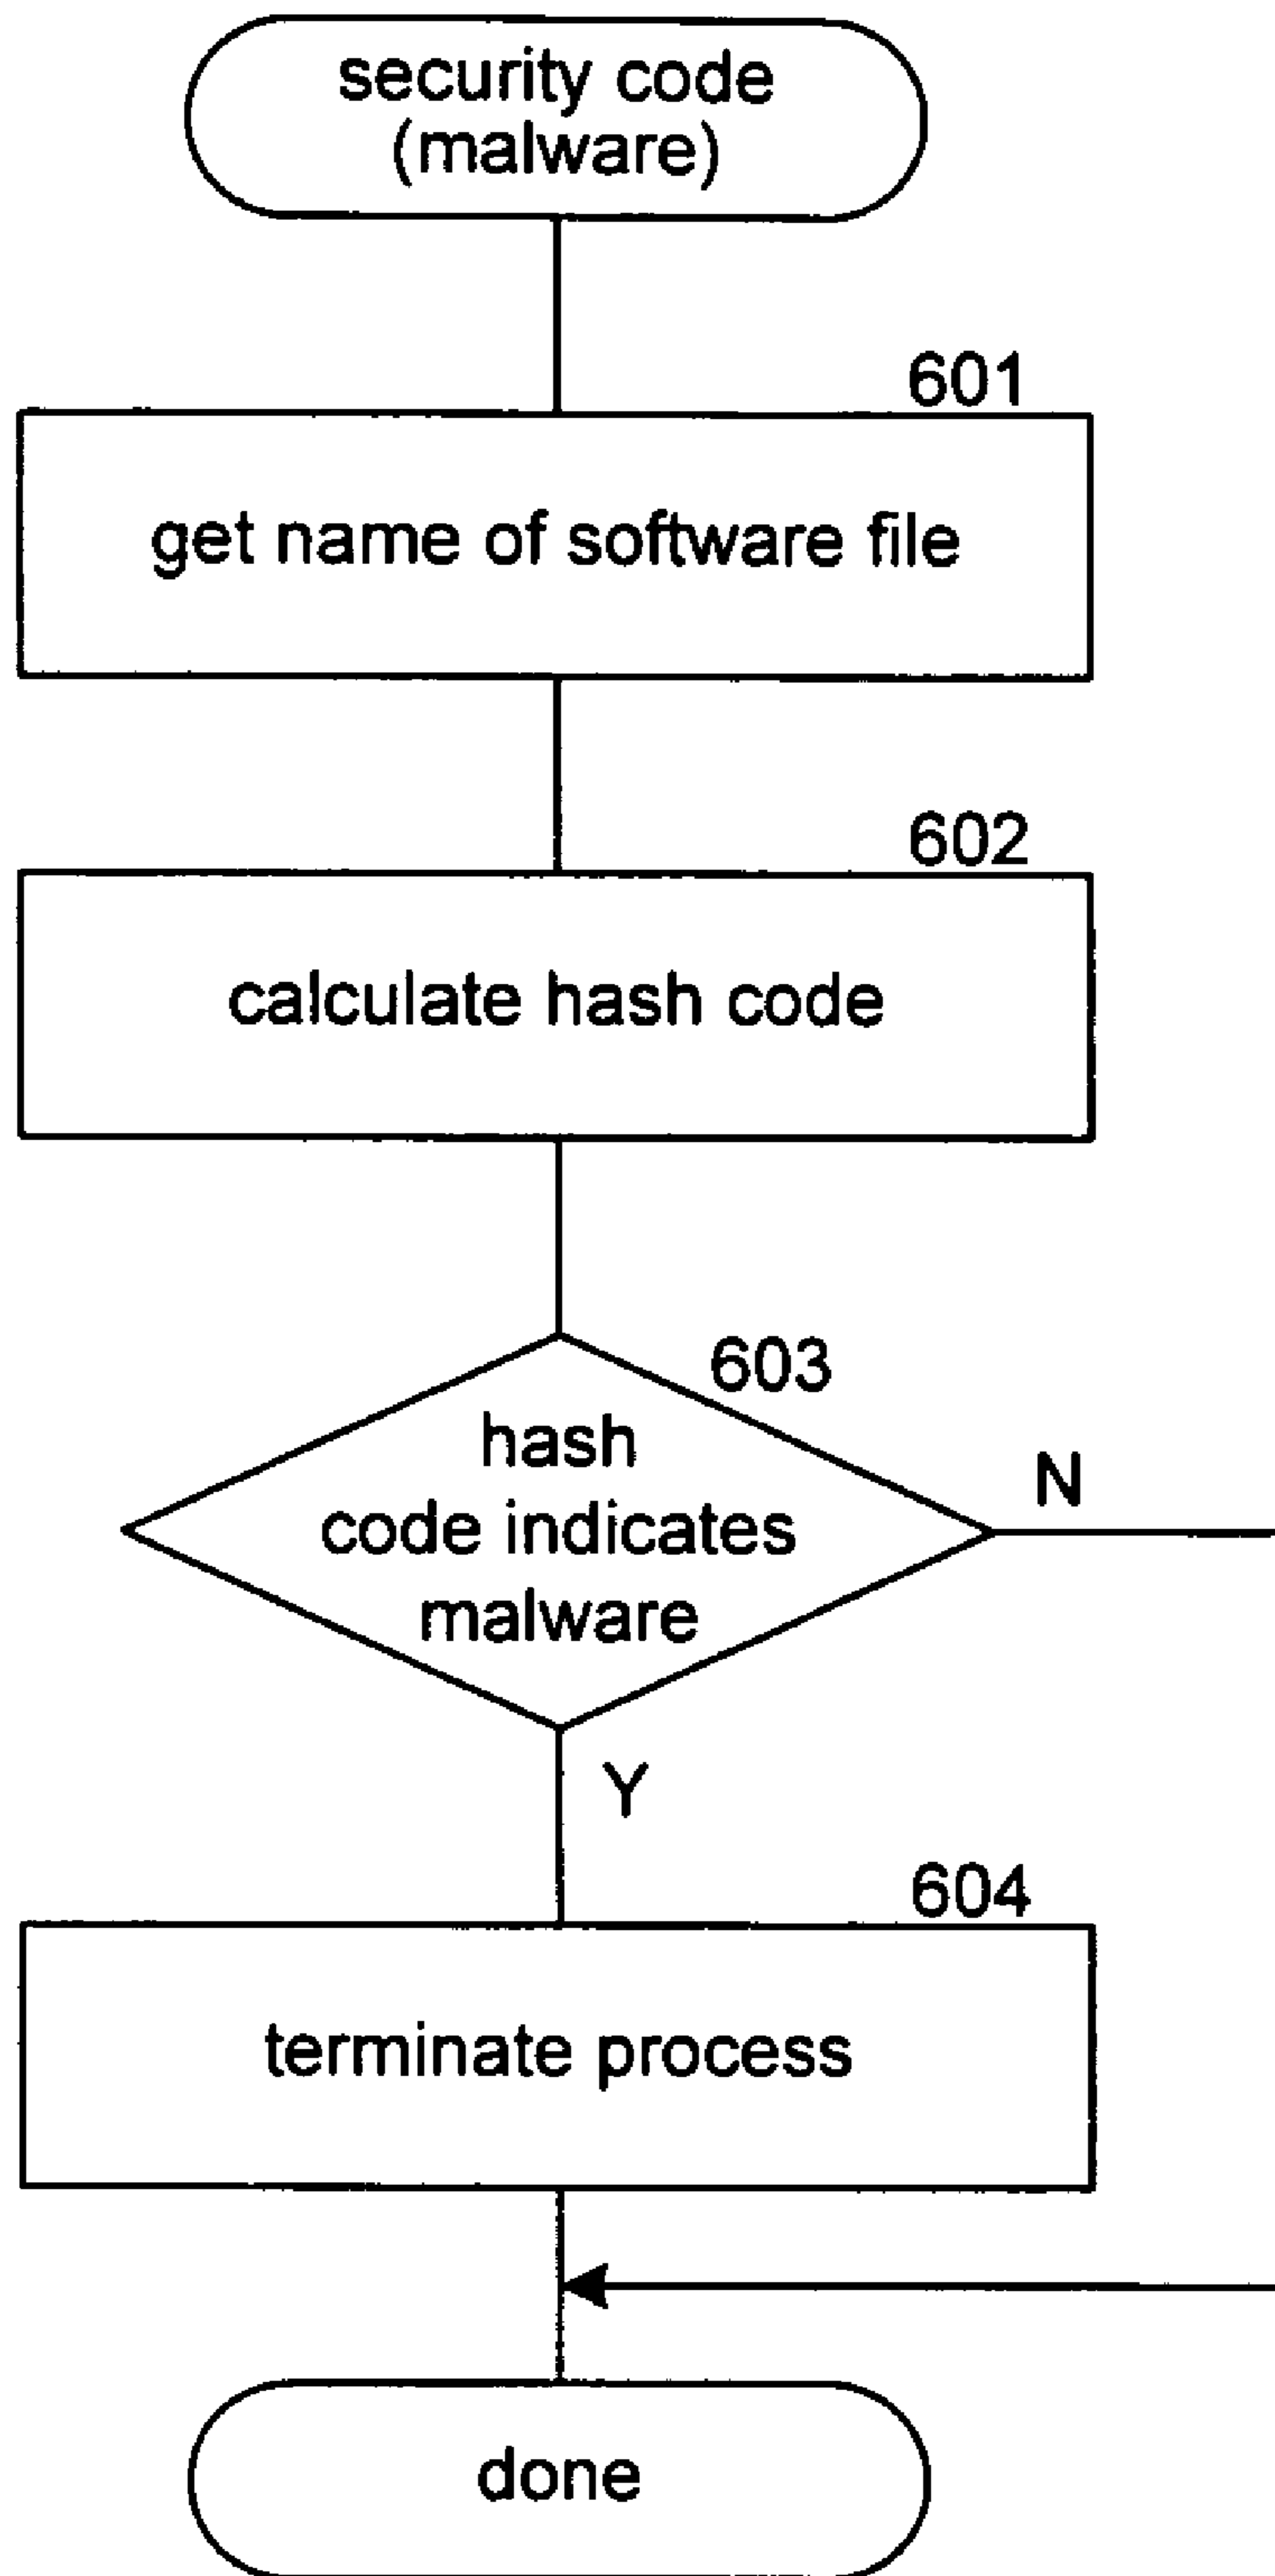 security code
(malware)
601
get name of software file
602
calculate hash code
603
hash
code indicates
malware
N
Y
604
terminate process
done